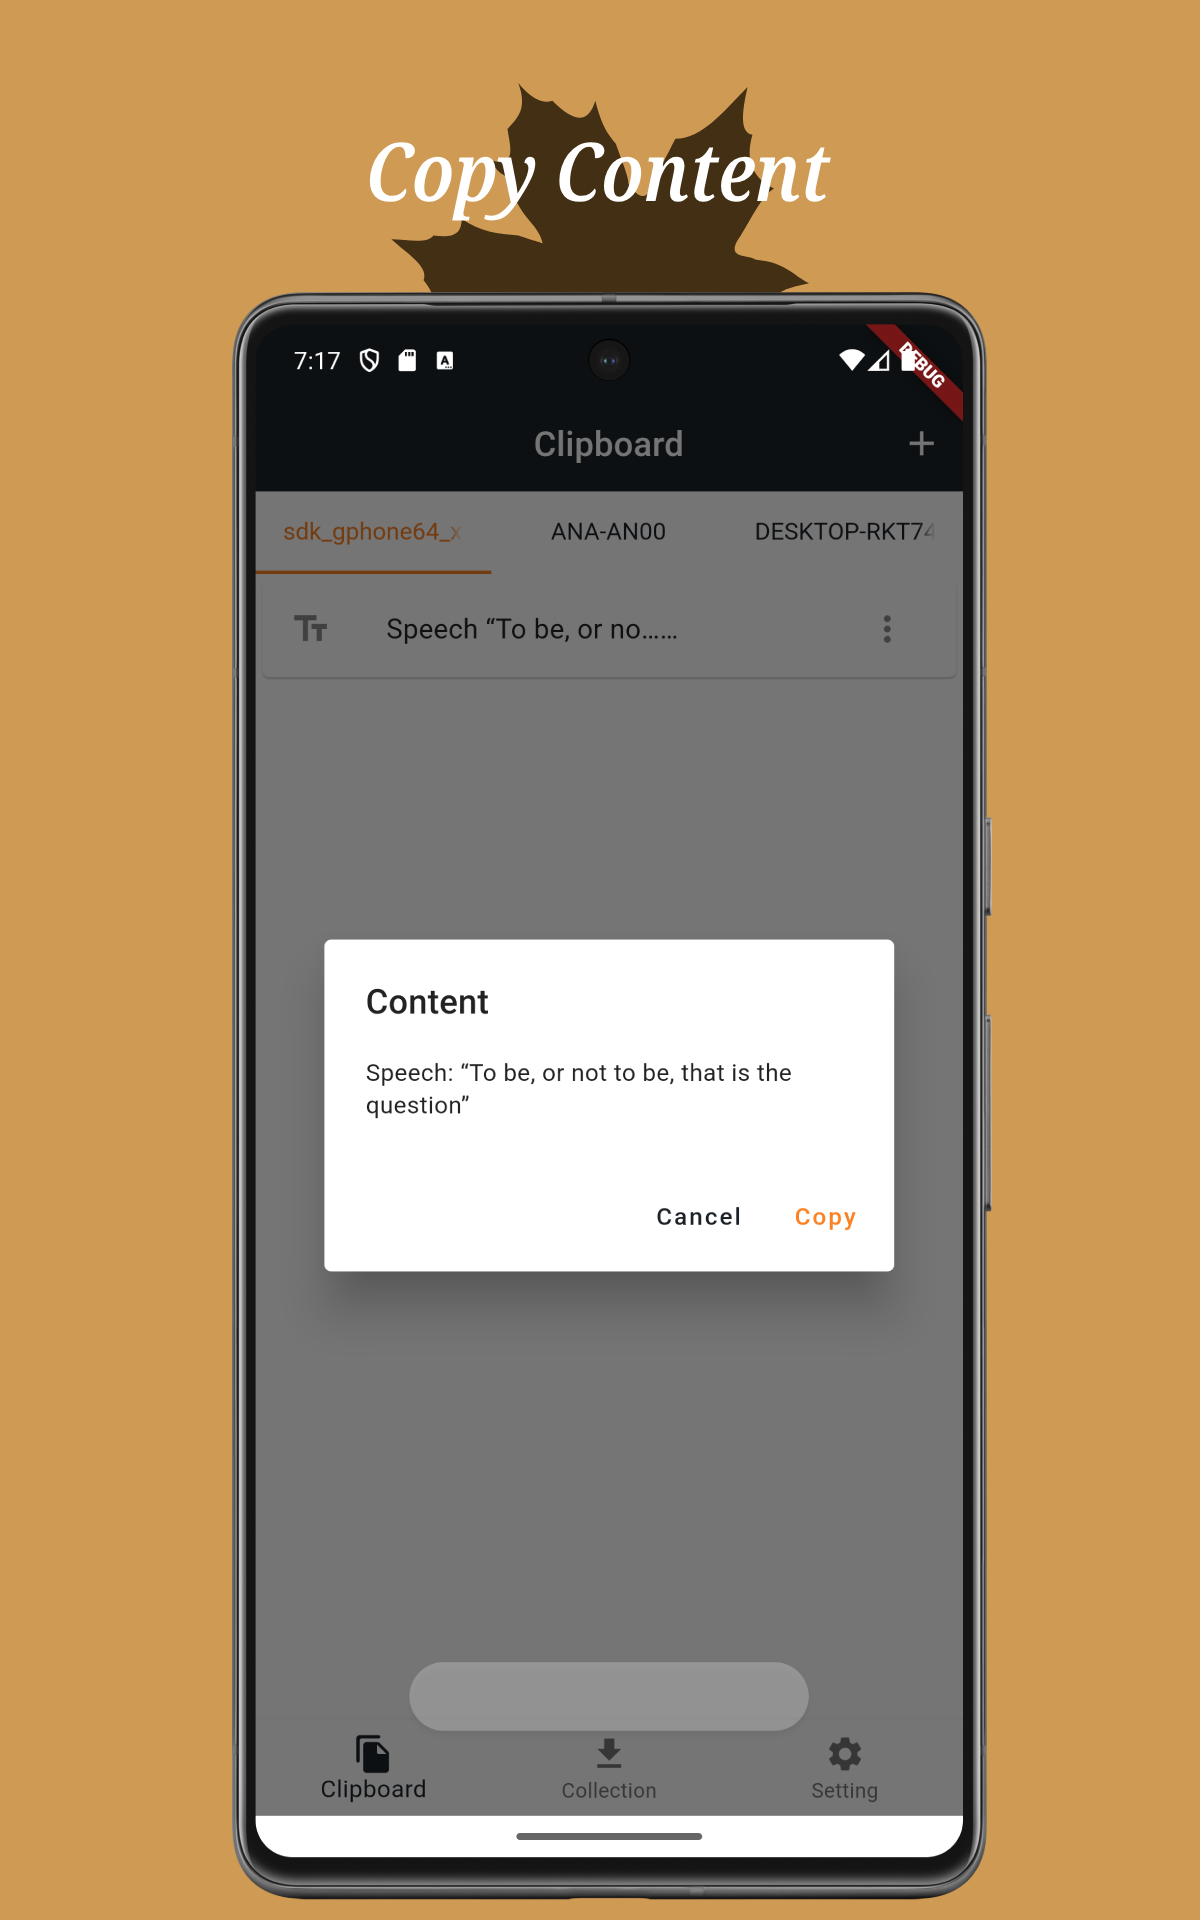 Copy Content
7:17
DEBUG
Clipboard
sdk_gphone64_x
ANA-AN00
DESKTOP-RKT74
Speech “To be, or no......
Content
Speech: “To be, or not to be, that is the
question”
Cancel
Copy
Clipboard
Collection
Setting